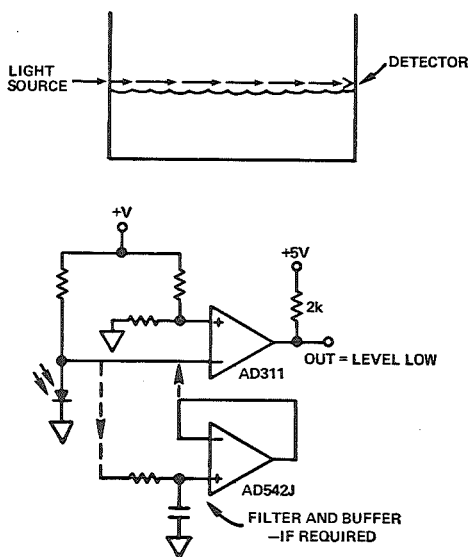 LIGHT
SOURCE
DETECTOR
+V
+5V
2k
+
−
OUT = LEVEL LOW
AD311
−
+
AD542J
FILTER AND BUFFER
−IF REQUIRED